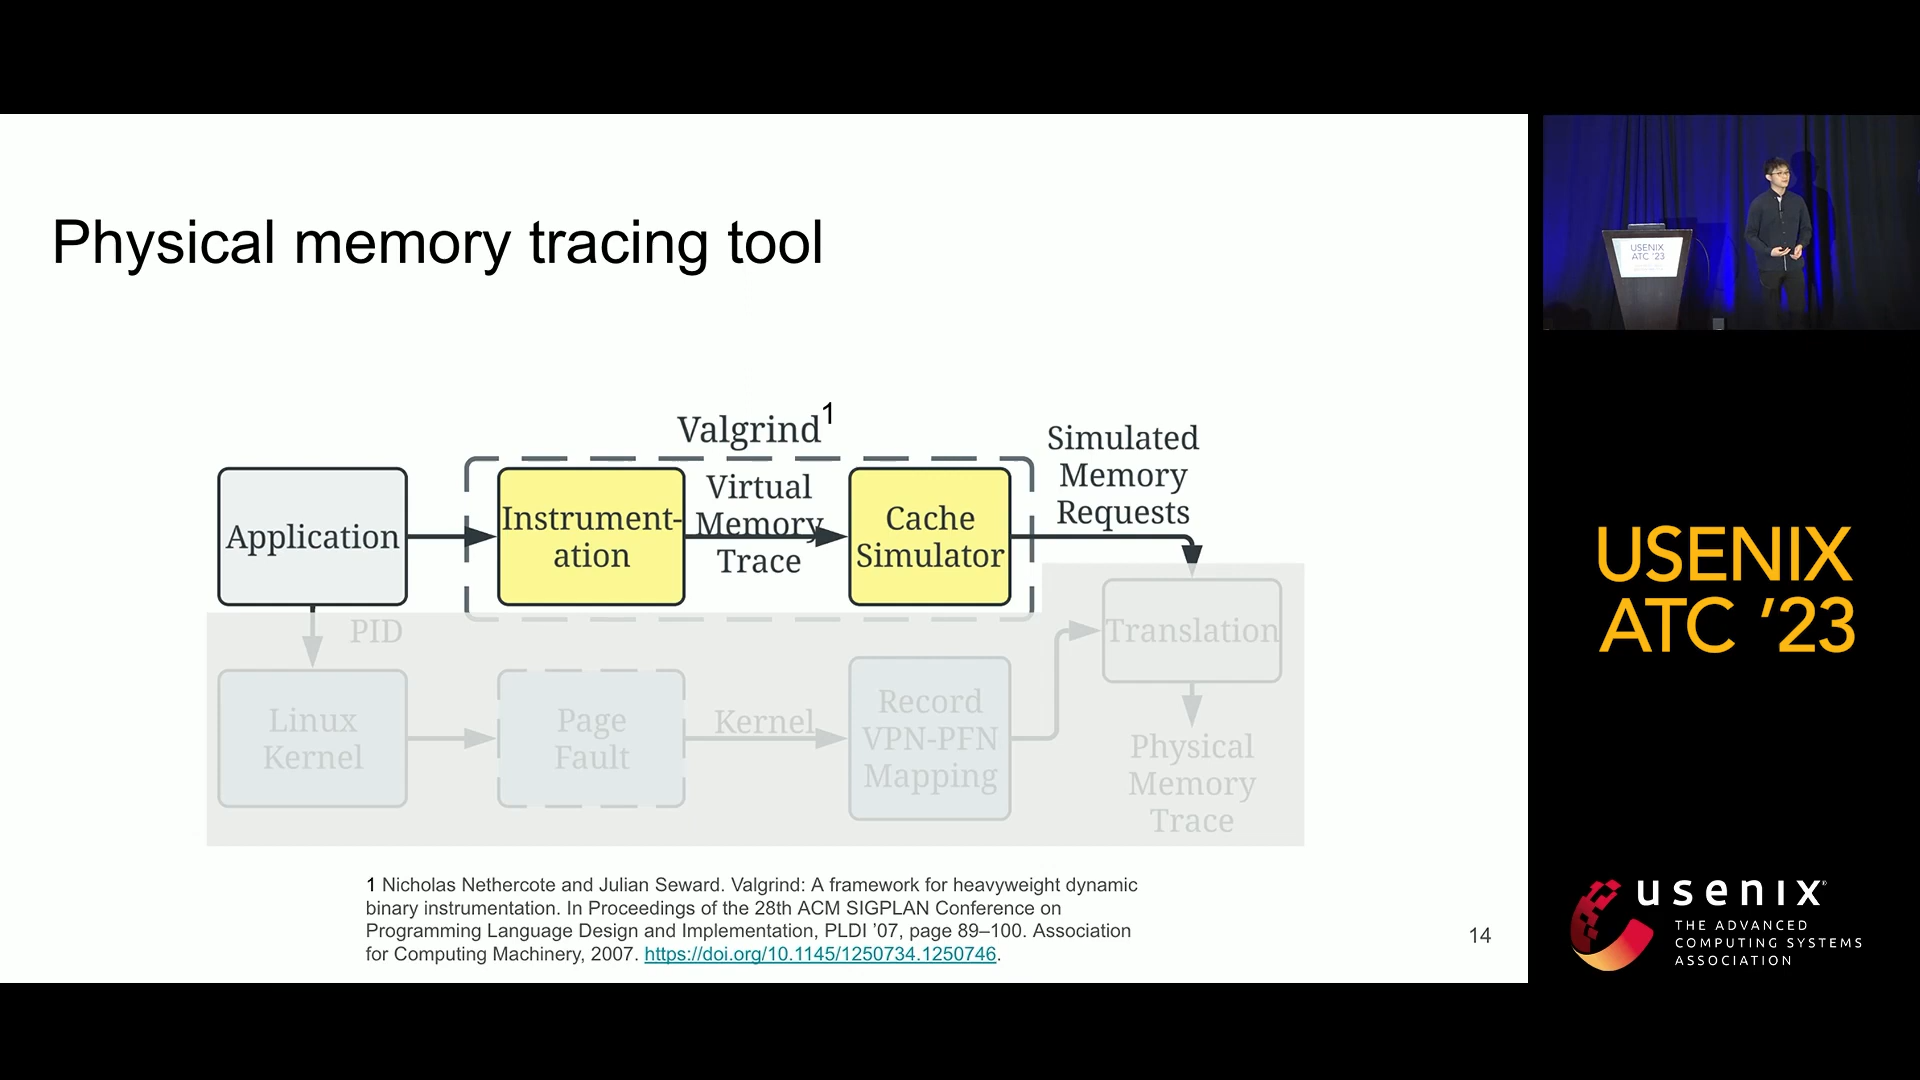 Physical memory tracing tool
Valgrind1
Simulated
Memory
Requests
Application
Instrument-
ation
Virtual
Memory
Trace
Cache
Simulator
PID
Translation
Linux
Kernel
Page
Fault
Kernel
Record
VPN-PFN
Mapping
Physical
Memory
Trace
1 Nicholas Nethercote and Julian Seward. Valgrind: A framework for heavyweight dynamic
binary instrumentation. In Proceedings of the 28th ACM SIGPLAN Conference on
Programming Language Design and Implementation, PLDI ’07, page 89–100. Association
for Computing Machinery, 2007. https://doi.org/10.1145/1250734.1250746.
14
USENIX
ATC ’23
USENIX
ATC ’23
usenix®
THE ADVANCED
COMPUTING SYSTEMS
ASSOCIATION